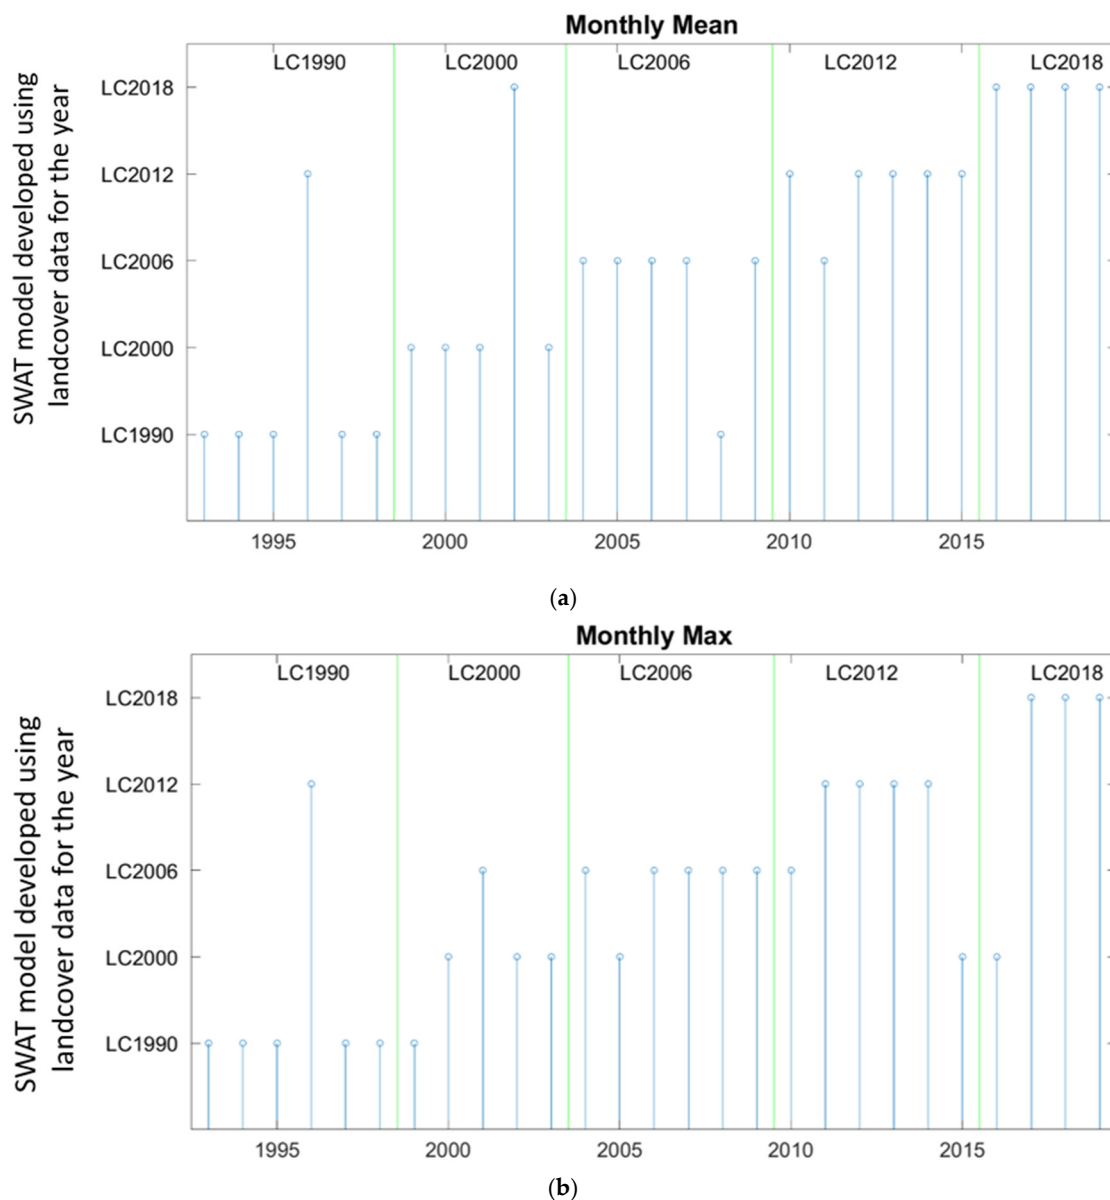 Monthly Mean
SWAT model developed using
landcover data for the year
LC1990 LC2000 LC2006 LC2012 LC2018
LC2018
LC2012
LC2006
LC2000
LC1990
1995 2000 2005 2010 2015
(a)
Monthly Max
SWAT model developed using
landcover data for the year
LC1990 LC2000 LC2006 LC2012 LC2018
LC2018
LC2012
LC2006
LC2000
LC1990
1995 2000 2005 2010 2015
(b)